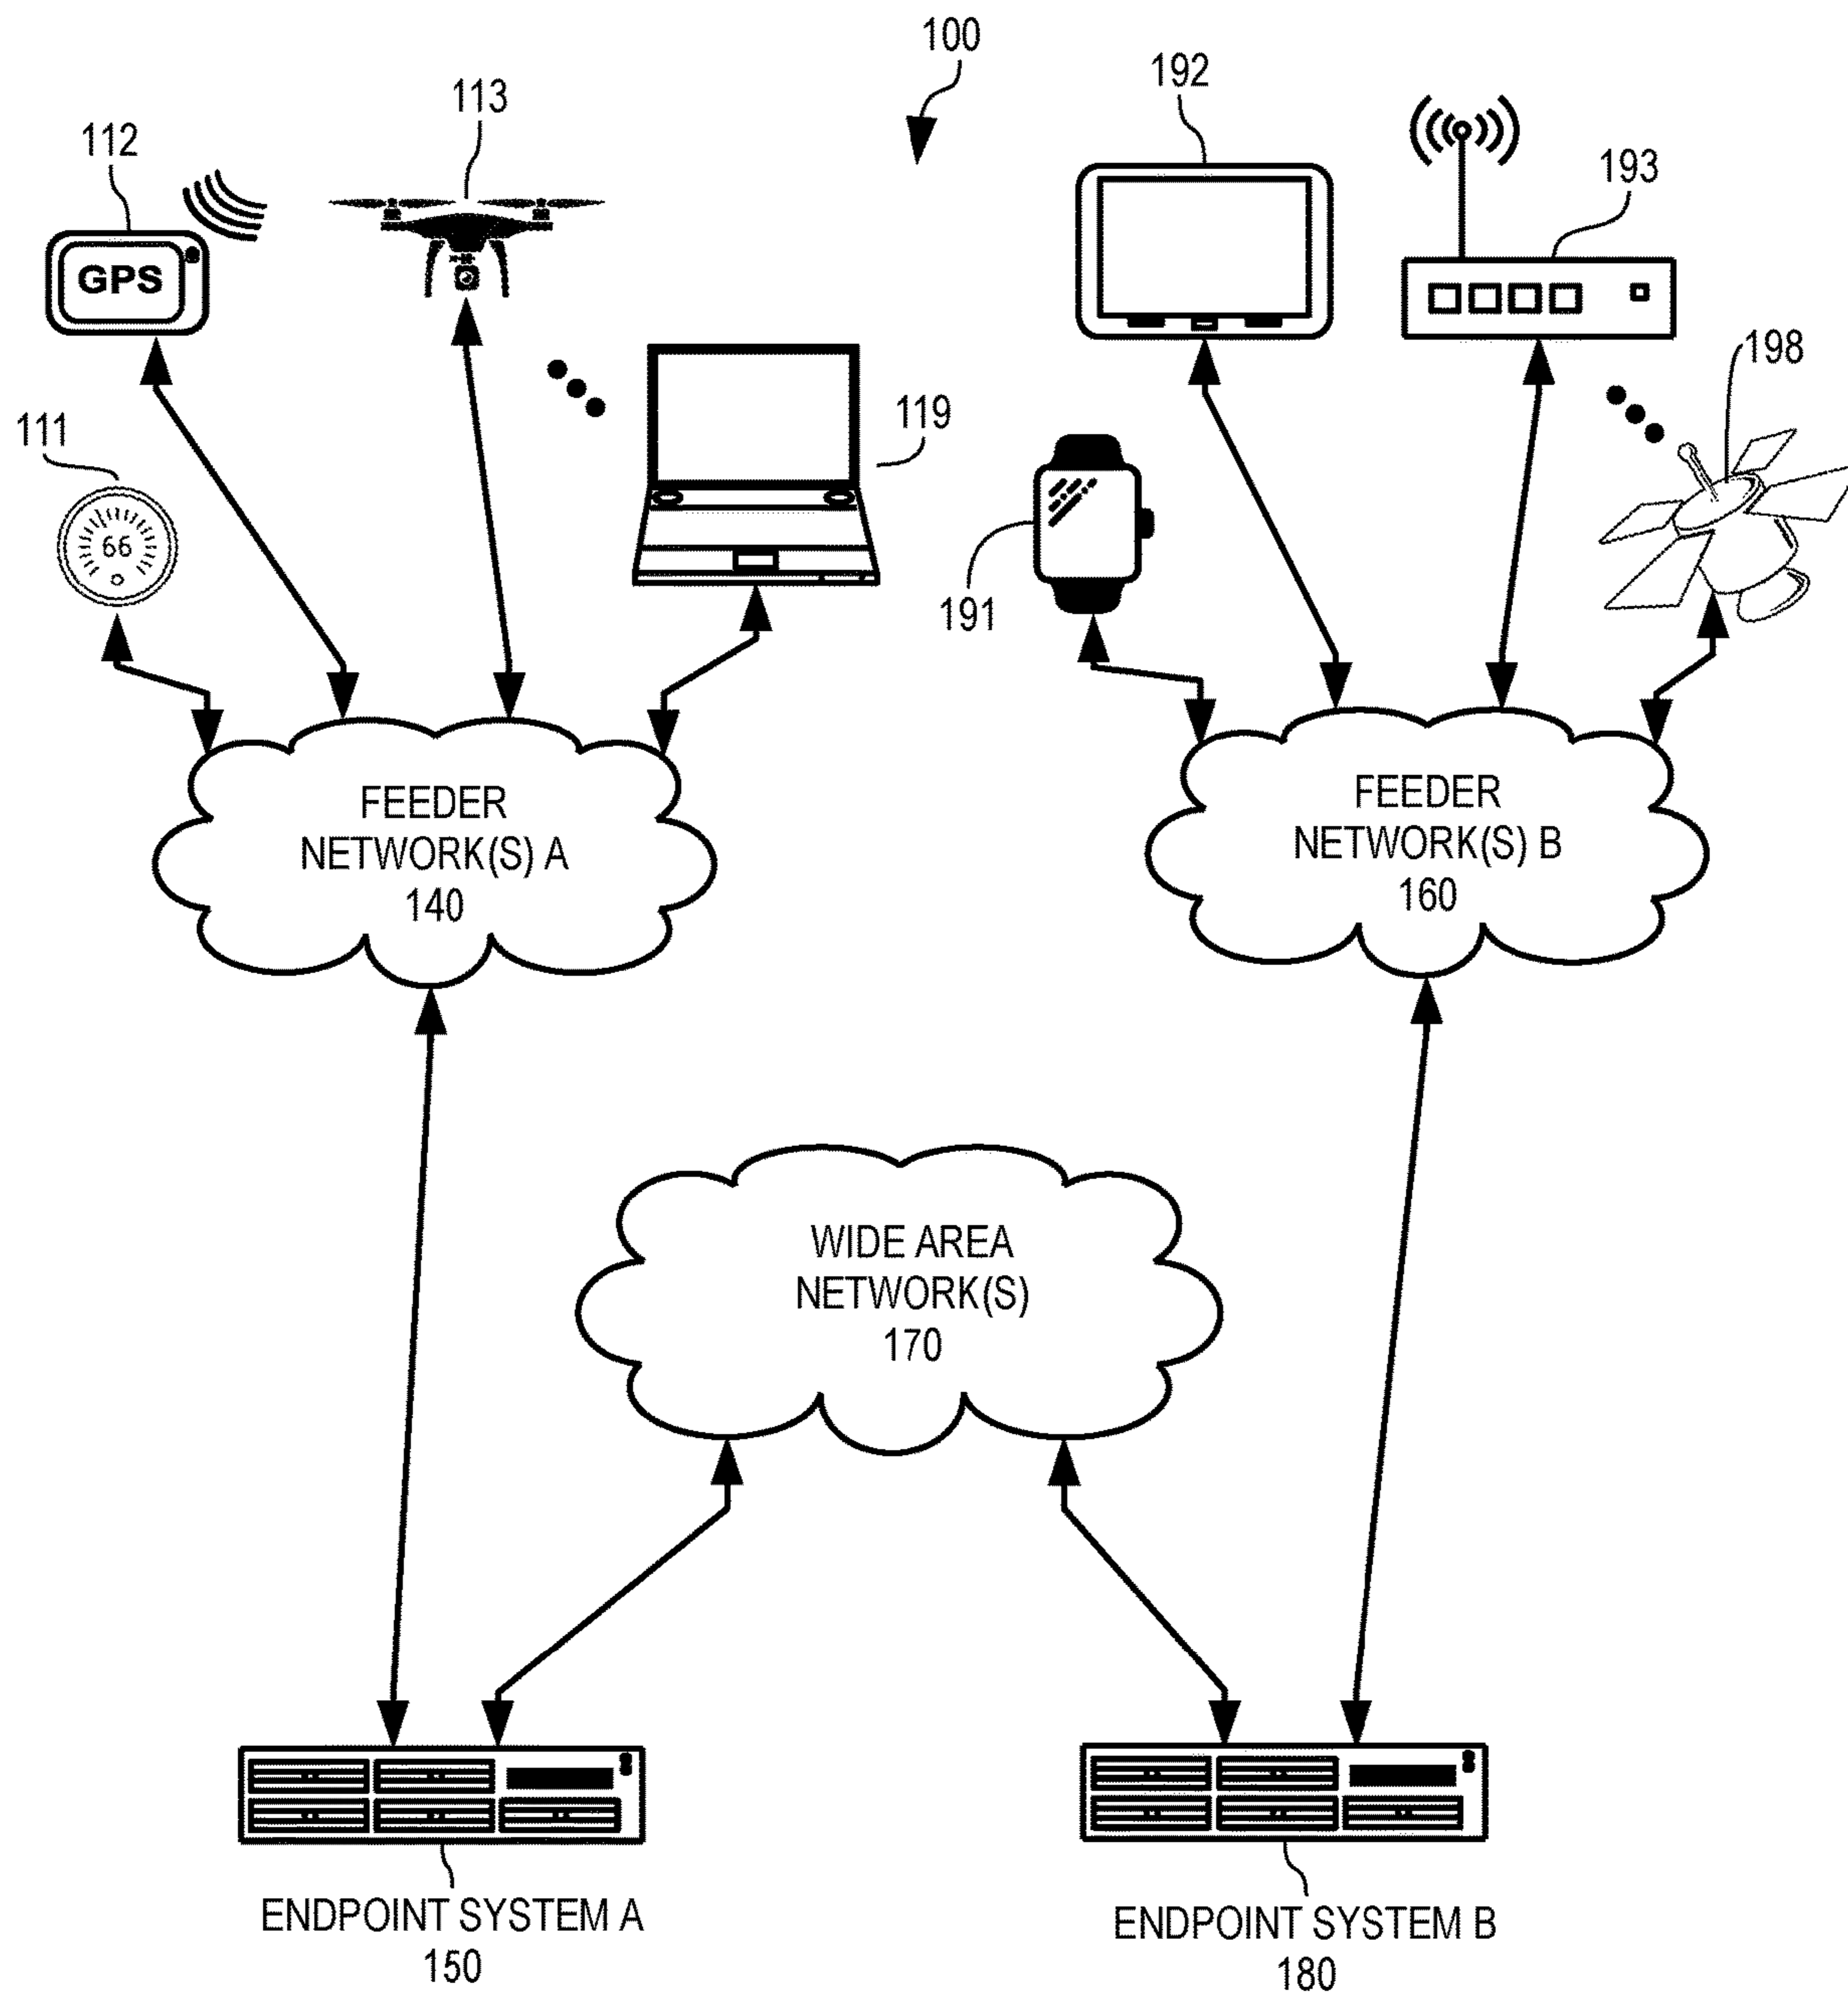 100
192
113
112
193
GPS
198
119
111
66
191
FEEDER
NETWORK(S) A
140
FEEDER
NETWORK(S) B
160
WIDE AREA
NETWORK(S)
170
ENDPOINT SYSTEM A
150
ENDPOINT SYSTEM B
180